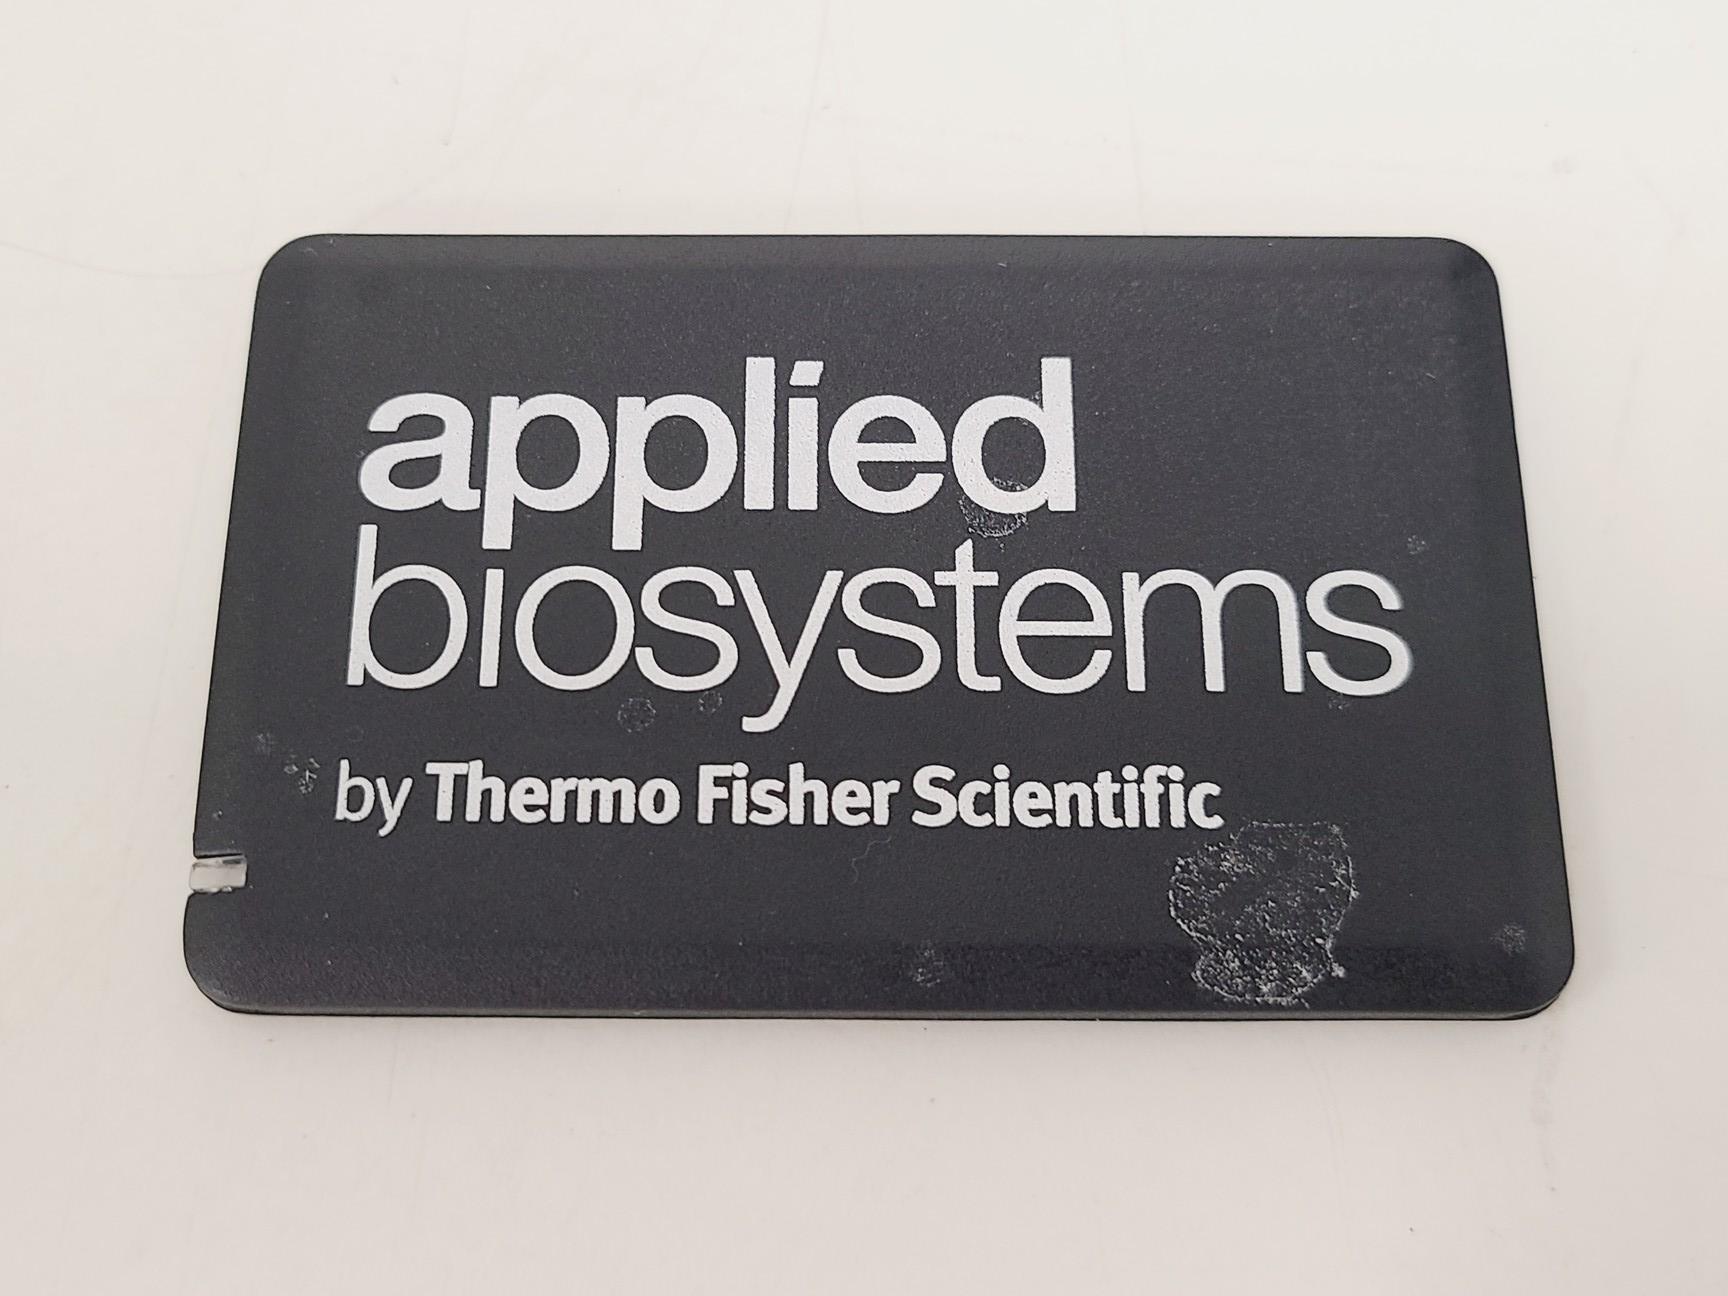 applied
biosystems
by Thermo Fisher Scientific